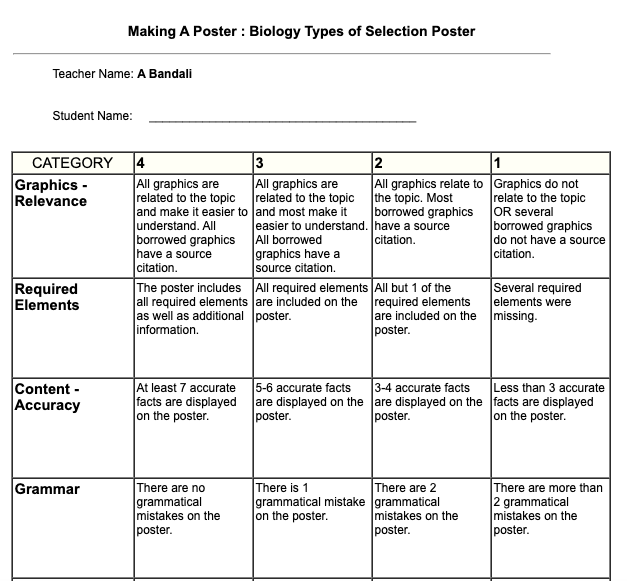 Making A Poster : Biology Types of Selection Poster
Teacher Name: A Bandali
Student Name: ________________________________________
CATEGORY
4
3
2
1
Graphics -
Relevance
All graphics are
related to the topic
and make it easier to
understand. All
borrowed graphics
have a source
citation.
All graphics are
related to the topic
and most make it
easier to understand.
All borrowed
graphics have a
source citation.
All graphics relate to
the topic. Most
borrowed graphics
have a source
citation.
Graphics do not
relate to the topic
OR several
borrowed graphics
do not have a source
citation.
Required
Elements
The poster includes
all required elements
as well as additional
information.
All required elements
are included on the
poster.
All but 1 of the
required elements
are included on the
poster.
Several required
elements were
missing.
Content -
Accuracy
At least 7 accurate
facts are displayed
on the poster.
5-6 accurate facts
are displayed on the
poster.
3-4 accurate facts
are displayed on the
poster.
Less than 3 accurate
facts are displayed
on the poster.
Grammar
There are no
grammatical
mistakes on the
poster.
There is 1
grammatical mistake
on the poster.
There are 2
grammatical
mistakes on the
poster.
There are more than
2 grammatical
mistakes on the
poster.